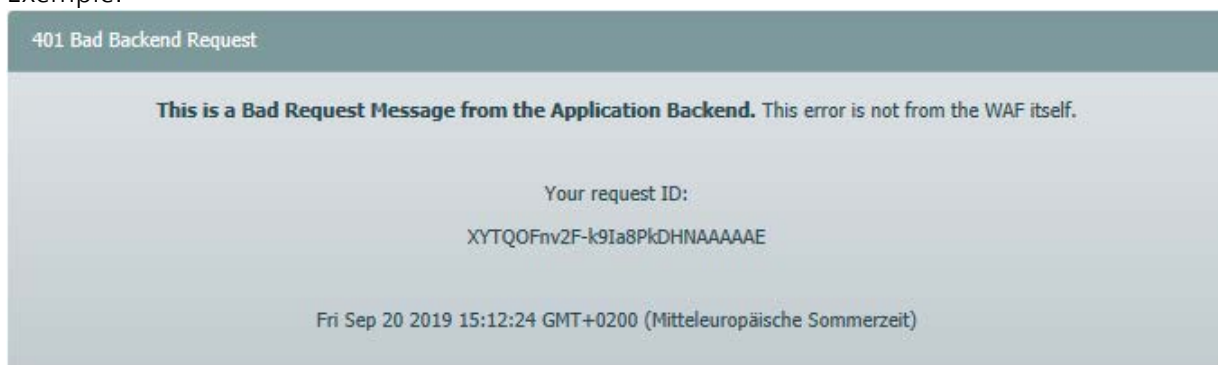 Exemple:
401 Bad Backend Request
This is a Bad Request Message from the Application Backend. This error is not from the WAF itself.
Your request ID:
XYTQOFnv2F-k9Ia8PkDHNAAAAAE
Fri Sep 20 2019 15:12:24 GMT+0200 (Mitteleuropäische Sommerzeit)